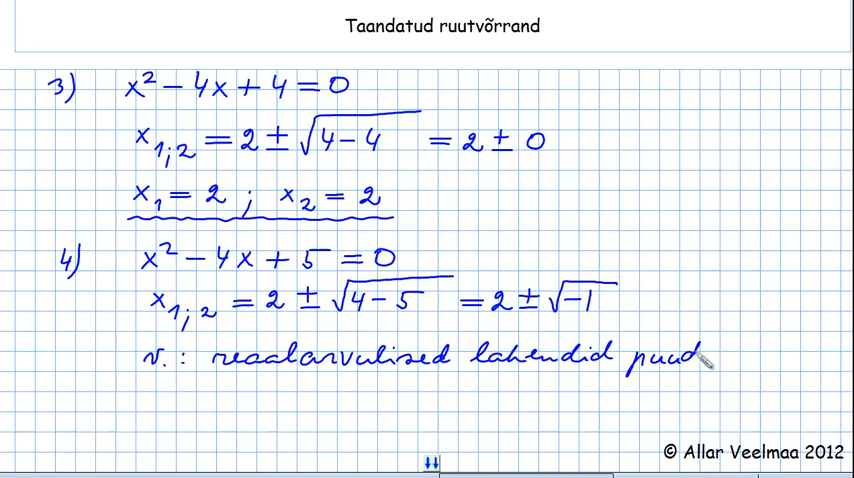 Taandatud ruutvõrrand
3) x² − 4x + 4 = 0
x₁;₂ = 2 ± √(4 − 4) = 2 ± 0
x₁ = 2 ; x₂ = 2
4) x² − 4x + 5 = 0
x₁;₂ = 2 ± √(4 − 5) = 2 ± √(−1)
v.: reaalarvulised lahendid puud
© Allar Veelmaa 2012